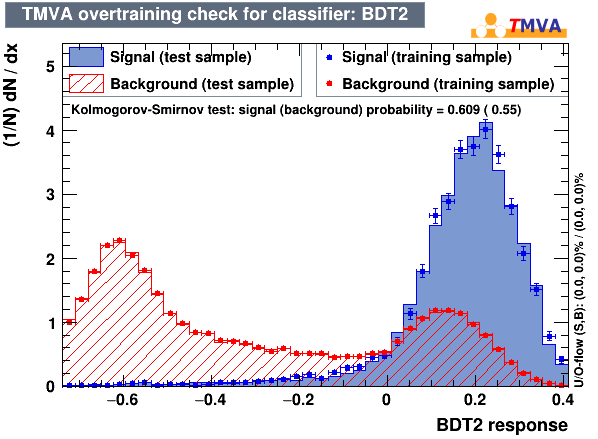 TMVA overtraining check for classifier: BDT2
TMVA
(1/N) dN / dx
Signal (test sample)
Background (test sample)
Signal (training sample)
Background (training sample)
Kolmogorov-Smirnov test: signal (background) probability = 0.609 ( 0.55)
5
4
3
2
1
0
−0.6
−0.4
−0.2
0
0.2
0.4
BDT2 response
U/O-flow (S,B): (0.0, 0.0)% / (0.0, 0.0)%